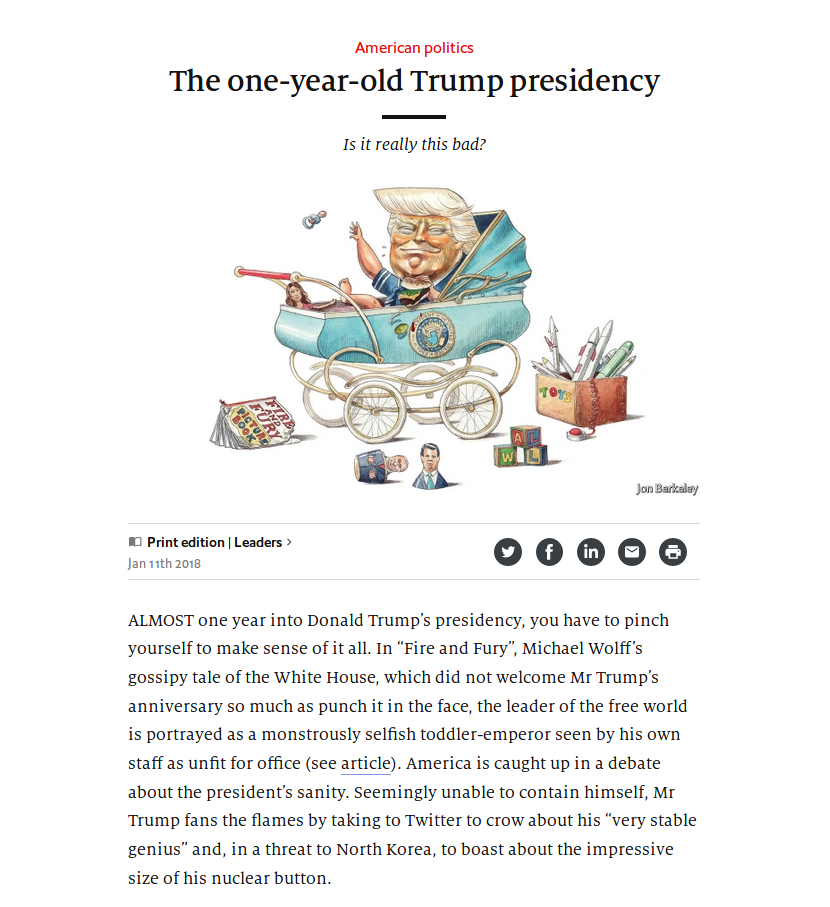 American politics
The one-year-old Trump presidency
Is it really this bad?
FIRE
AND
FURY
PICTURE
BOOK
TOYS
A L
W L
Jon Berkeley
Print edition | Leaders >
Jan 11th 2018
ALMOST one year into Donald Trump’s presidency, you have to pinch
yourself to make sense of it all. In “Fire and Fury”, Michael Wolff’s
gossipy tale of the White House, which did not welcome Mr Trump’s
anniversary so much as punch it in the face, the leader of the free world
is portrayed as a monstrously selfish toddler-emperor seen by his own
staff as unfit for office (see article). America is caught up in a debate
about the president’s sanity. Seemingly unable to contain himself, Mr
Trump fans the flames by taking to Twitter to crow about his “very stable
genius” and, in a threat to North Korea, to boast about the impressive
size of his nuclear button.